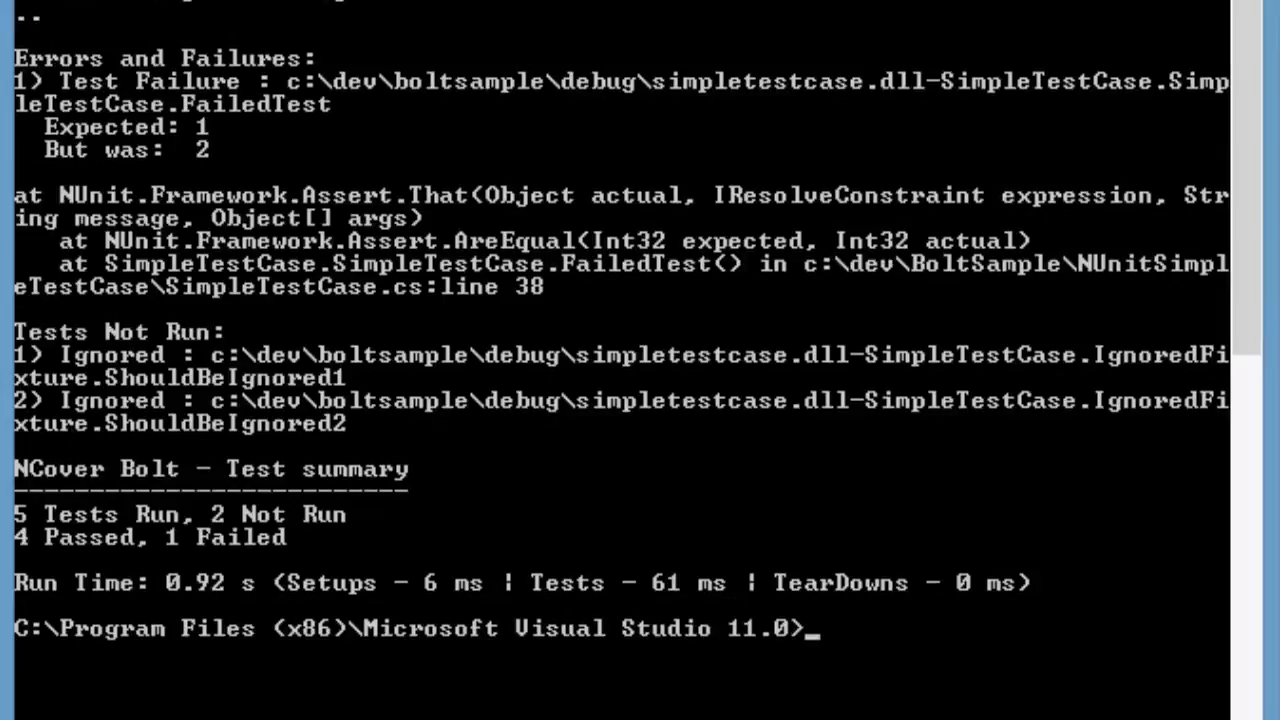 --
Errors and Failures:
1) Test Failure : c:\dev\boltsample\debug\simpletestcase.dll-SimpleTestCase.Simp
leTestCase.FailedTest
  Expected: 1
  But was:  2
at NUnit.Framework.Assert.That(Object actual, IResolveConstraint expression, Str
ing message, Object[] args)
   at NUnit.Framework.Assert.AreEqual(Int32 expected, Int32 actual)
   at SimpleTestCase.SimpleTestCase.FailedTest() in c:\dev\BoltSample\NUnitSimpl
eTestCase\SimpleTestCase.cs:line 38
Tests Not Run:
1) Ignored : c:\dev\boltsample\debug\simpletestcase.dll-SimpleTestCase.IgnoredFi
xture.ShouldBeIgnored1
2) Ignored : c:\dev\boltsample\debug\simpletestcase.dll-SimpleTestCase.IgnoredFi
xture.ShouldBeIgnored2
NCover Bolt - Test summary
--------------------------
5 Tests Run, 2 Not Run
4 Passed, 1 Failed
Run Time: 0.92 s (Setups - 6 ms | Tests - 61 ms | TearDowns - 0 ms)
C:\Program Files (x86)\Microsoft Visual Studio 11.0>_